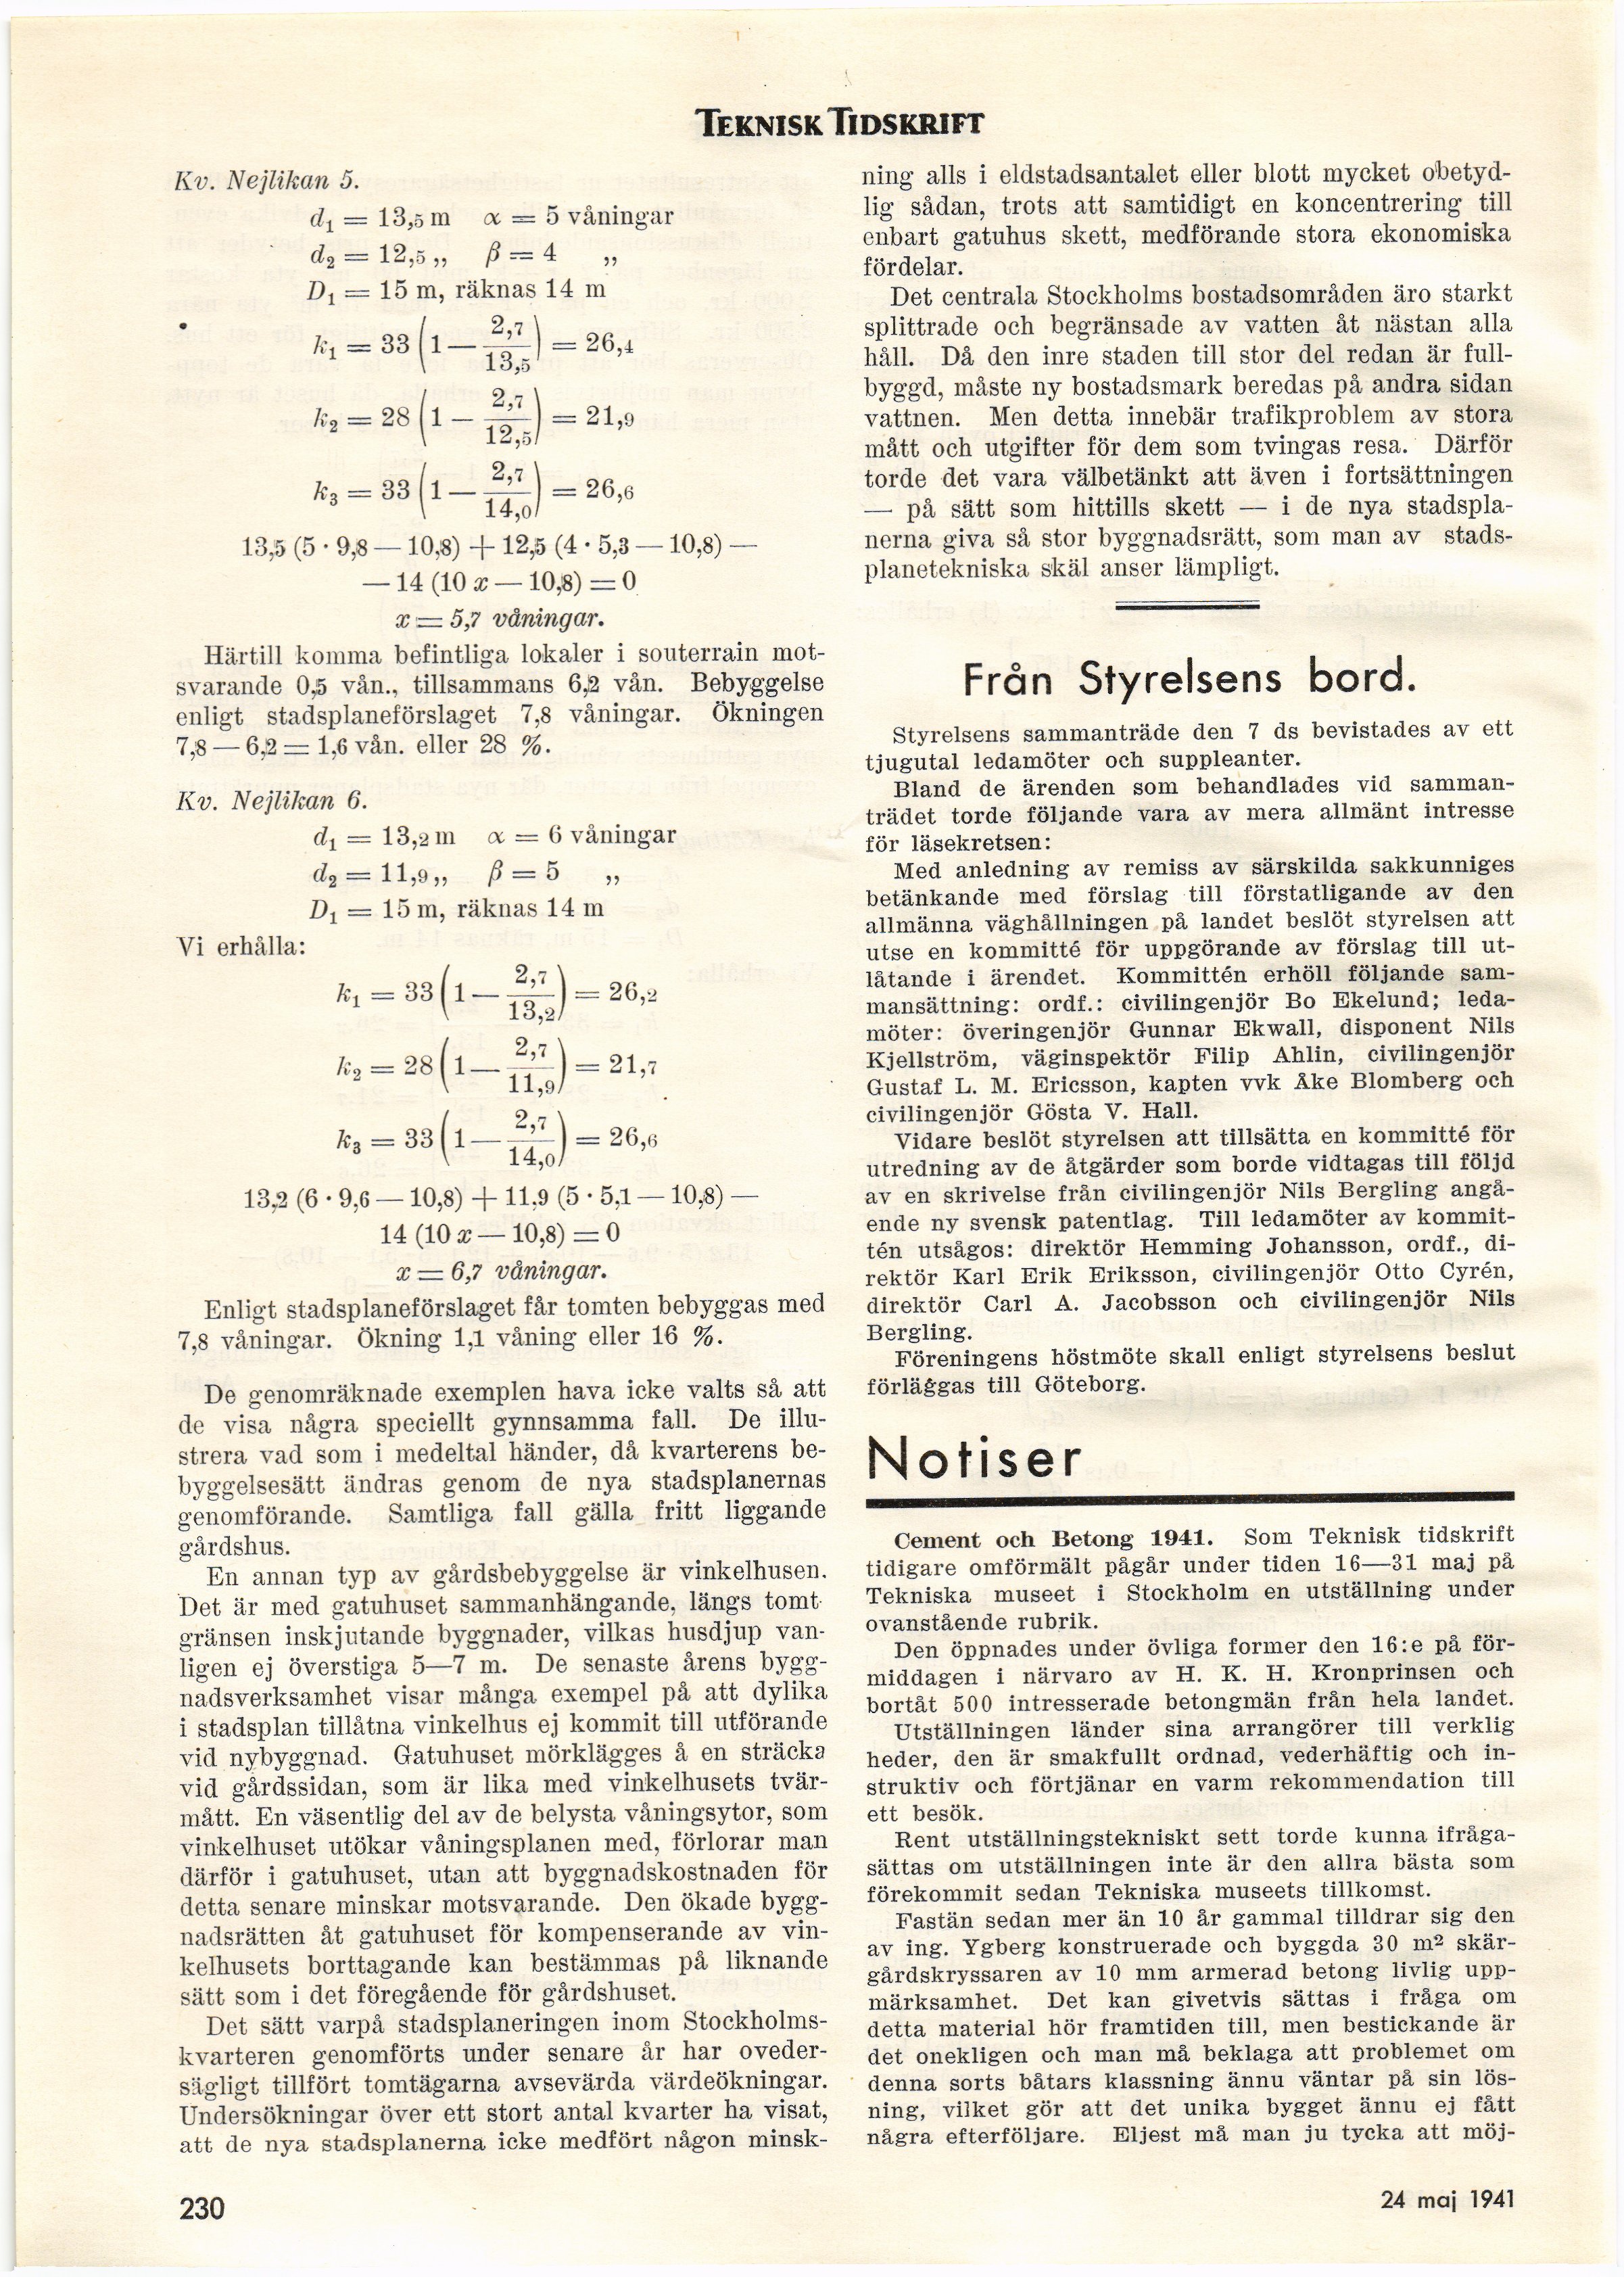 TEKNISK TIDSKRIFT
Kv. Nejlikan 5.
d₁ = 13,5 m α = 5 våningar
d₂ = 12,5 „ β = 4 „
D₁ = 15 m, räknas 14 m
k₁ = 33 (1 — 2,7/13,5) = 26,4
k₂ = 28 (1 — 2,7/12,5) = 21,9
k₃ = 33 (1 — 2,7/14,0) = 26,6
13,5 (5 · 9,8 — 10,8) + 12,5 (4 · 5,3 — 10,8) —
— 14 (10 x — 10,8) = 0
x = 5,7 våningar.
Härtill komma befintliga lokaler i souterrain mot-
svarande 0,5 vån., tillsammans 6,2 vån. Bebyggelse
enligt stadsplaneförslaget 7,8 våningar. Ökningen
7,8 — 6,2 = 1,6 vån. eller 28 %.
Kv. Nejlikan 6.
d₁ = 13,2 m α = 6 våningar
d₂ = 11,9 „ β = 5 „
D₁ = 15 m, räknas 14 m
Vi erhålla:
k₁ = 33 (1 — 2,7/13,2) = 26,2
k₂ = 28 (1 — 2,7/11,9) = 21,7
k₃ = 33 (1 — 2,7/14,0) = 26,6
13,2 (6 · 9,6 — 10,8) + 11,9 (5 · 5,1 — 10,8) —
14 (10 x — 10,8) = 0
x = 6,7 våningar.
Enligt stadsplaneförslaget får tomten bebyggas med
7,8 våningar. Ökning 1,1 våning eller 16 %.
De genomräknade exemplen hava icke valts så att
de visa några speciellt gynnsamma fall. De illu-
strera vad som i medeltal händer, då kvarterens be-
byggelsesätt ändras genom de nya stadsplanernas
genomförande. Samtliga fall gälla fritt liggande
gårdshus.
En annan typ av gårdsbebyggelse är vinkelhusen.
Det är med gatuhuset sammanhängande, längs tomt
gränsen inskjutande byggnader, vilkas husdjup van-
ligen ej överstiga 5—7 m. De senaste årens bygg-
nadsverksamhet visar många exempel på att dylika
i stadsplan tillåtna vinkelhus ej kommit till utförande
vid nybyggnad. Gatuhuset mörklägges å en sträcka
vid gårdssidan, som är lika med vinkelhusets tvär-
mått. En väsentlig del av de belysta våningsytor, som
vinkelhuset utökar våningsplanen med, förlorar man
därför i gatuhuset, utan att byggnadskostnaden för
detta senare minskar motsvarande. Den ökade bygg-
nadsrätten åt gatuhuset för kompenserande av vin-
kelhusets borttagande kan bestämmas på liknande
sätt som i det föregående för gårdshuset.
Det sätt varpå stadsplaneringen inom Stockholms-
kvarteren genomförts under senare år har oveder-
sägligt tillfört tomtägarna avsevärda värdeökningar.
Undersökningar över ett stort antal kvarter ha visat,
att de nya stadsplanerna icke medfört någon minsk-
ning alls i eldstadsantalet eller blott mycket obetyd-
lig sådan, trots att samtidigt en koncentrering till
enbart gatuhus skett, medförande stora ekonomiska
fördelar.
Det centrala Stockholms bostadsområden äro starkt
splittrade och begränsade av vatten åt nästan alla
håll. Då den inre staden till stor del redan är full-
byggd, måste ny bostadsmark beredas på andra sidan
vattnen. Men detta innebär trafikproblem av stora
mått och utgifter för dem som tvingas resa. Därför
torde det vara välbetänkt att även i fortsättningen
— på sätt som hittills skett — i de nya stadspla-
nerna giva så stor byggnadsrätt, som man av stads-
planetekniska skäl anser lämpligt.
Från Styrelsens bord.
Styrelsens sammanträde den 7 ds bevistades av ett
tjugutal ledamöter och suppleanter.
Bland de ärenden som behandlades vid samman-
trädet torde följande vara av mera allmänt intresse
för läsekretsen:
Med anledning av remiss av särskilda sakkunniges
betänkande med förslag till förstatligande av den
allmänna väghållningen på landet beslöt styrelsen att
utse en kommitté för uppgörande av förslag till ut-
låtande i ärendet. Kommittén erhöll följande sam-
mansättning: ordf.: civilingenjör Bo Ekelund; leda-
möter: överingenjör Gunnar Ekwall, disponent Nils
Kjellström, väginspektör Filip Ahlin, civilingenjör
Gustaf L. M. Ericsson, kapten vvk Åke Blomberg och
civilingenjör Gösta V. Hall.
Vidare beslöt styrelsen att tillsätta en kommitté för
utredning av de åtgärder som borde vidtagas till följd
av en skrivelse från civilingenjör Nils Bergling angå-
ende ny svensk patentlag. Till ledamöter av kommit-
tén utsågos: direktör Hemming Johansson, ordf., di-
rektör Karl Erik Eriksson, civilingenjör Otto Cyrén,
direktör Carl A. Jacobsson och civilingenjör Nils
Bergling.
Föreningens höstmöte skall enligt styrelsens beslut
förläggas till Göteborg.
Notiser
Cement och Betong 1941. Som Teknisk tidskrift
tidigare omförmält pågår under tiden 16—31 maj på
Tekniska museet i Stockholm en utställning under
ovanstående rubrik.
Den öppnades under övliga former den 16:e på för-
middagen i närvaro av H. K. H. Kronprinsen och
bortåt 500 intresserade betongmän från hela landet.
Utställningen länder sina arrangörer till verklig
heder, den är smakfullt ordnad, vederhäftig och in-
struktiv och förtjänar en varm rekommendation till
ett besök.
Rent utställningstekniskt sett torde kunna ifråga-
sättas om utställningen inte är den allra bästa som
förekommit sedan Tekniska museets tillkomst.
Fastän sedan mer än 10 år gammal tilldrar sig den
av ing. Ygberg konstruerade och byggda 30 m² skär-
gårdskryssaren av 10 mm armerad betong livlig upp-
märksamhet. Det kan givetvis sättas i fråga om
detta material hör framtiden till, men bestickande är
det onekligen och man må beklaga att problemet om
denna sorts båtars klassning ännu väntar på sin lös-
ning, vilket gör att det unika bygget ännu ej fått
några efterföljare. Eljest må man ju tycka att möj-
230
24 maj 1941